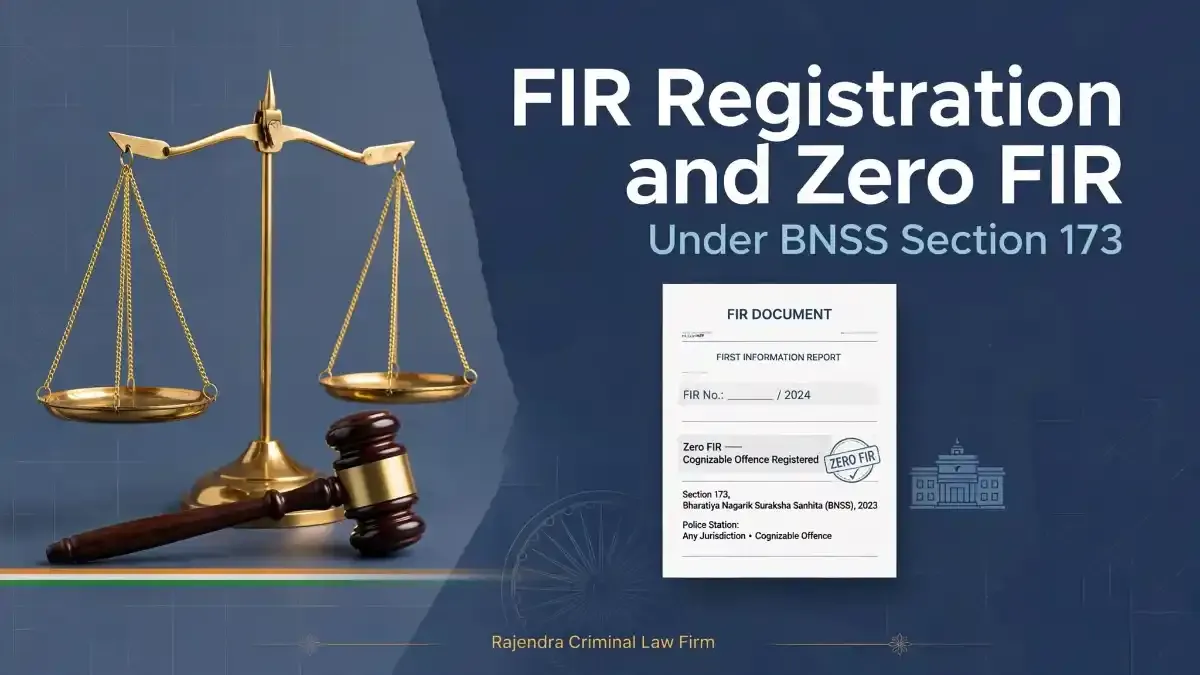 FIR Registration
and Zero FIR
Under BNSS Section 173
FIR DOCUMENT
FIRST INFORMATION REPORT
FIR No.: ________ / 2024
Zero FIR —
Cognizable Offence Registered
ZERO FIR
Section 173,
Bharatiya Nagarik Suraksha Sanhita (BNSS), 2023
Police Station:
Any Jurisdiction • Cognizable Offence
Rajendra Criminal Law Firm